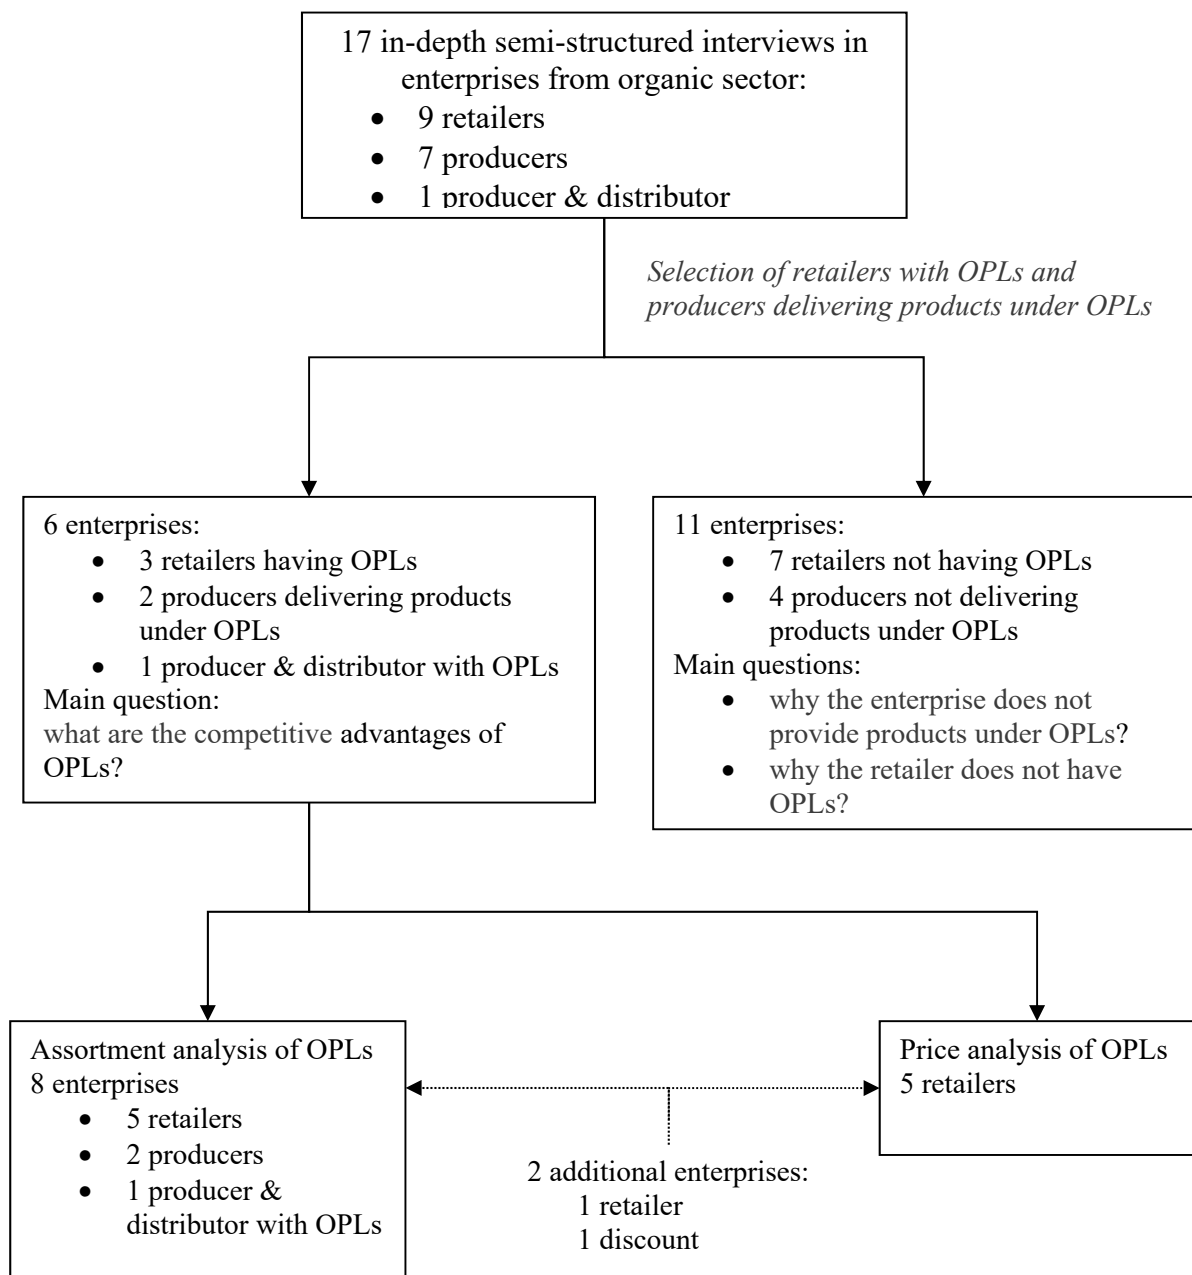 17 in-depth semi-structured interviews in
enterprises from organic sector:
• 9 retailers
• 7 producers
• 1 producer & distributor
Selection of retailers with OPLs and
producers delivering products under OPLs
6 enterprises:
• 3 retailers having OPLs
• 2 producers delivering products
under OPLs
• 1 producer & distributor with OPLs
Main question:
what are the competitive advantages of
OPLs?
11 enterprises:
• 7 retailers not having OPLs
• 4 producers not delivering
products under OPLs
Main questions:
• why the enterprise does not
provide products under OPLs?
• why the retailer does not have
OPLs?
Assortment analysis of OPLs
8 enterprises
• 5 retailers
• 2 producers
• 1 producer &
distributor with OPLs
Price analysis of OPLs
5 retailers
2 additional enterprises:
1 retailer
1 discount